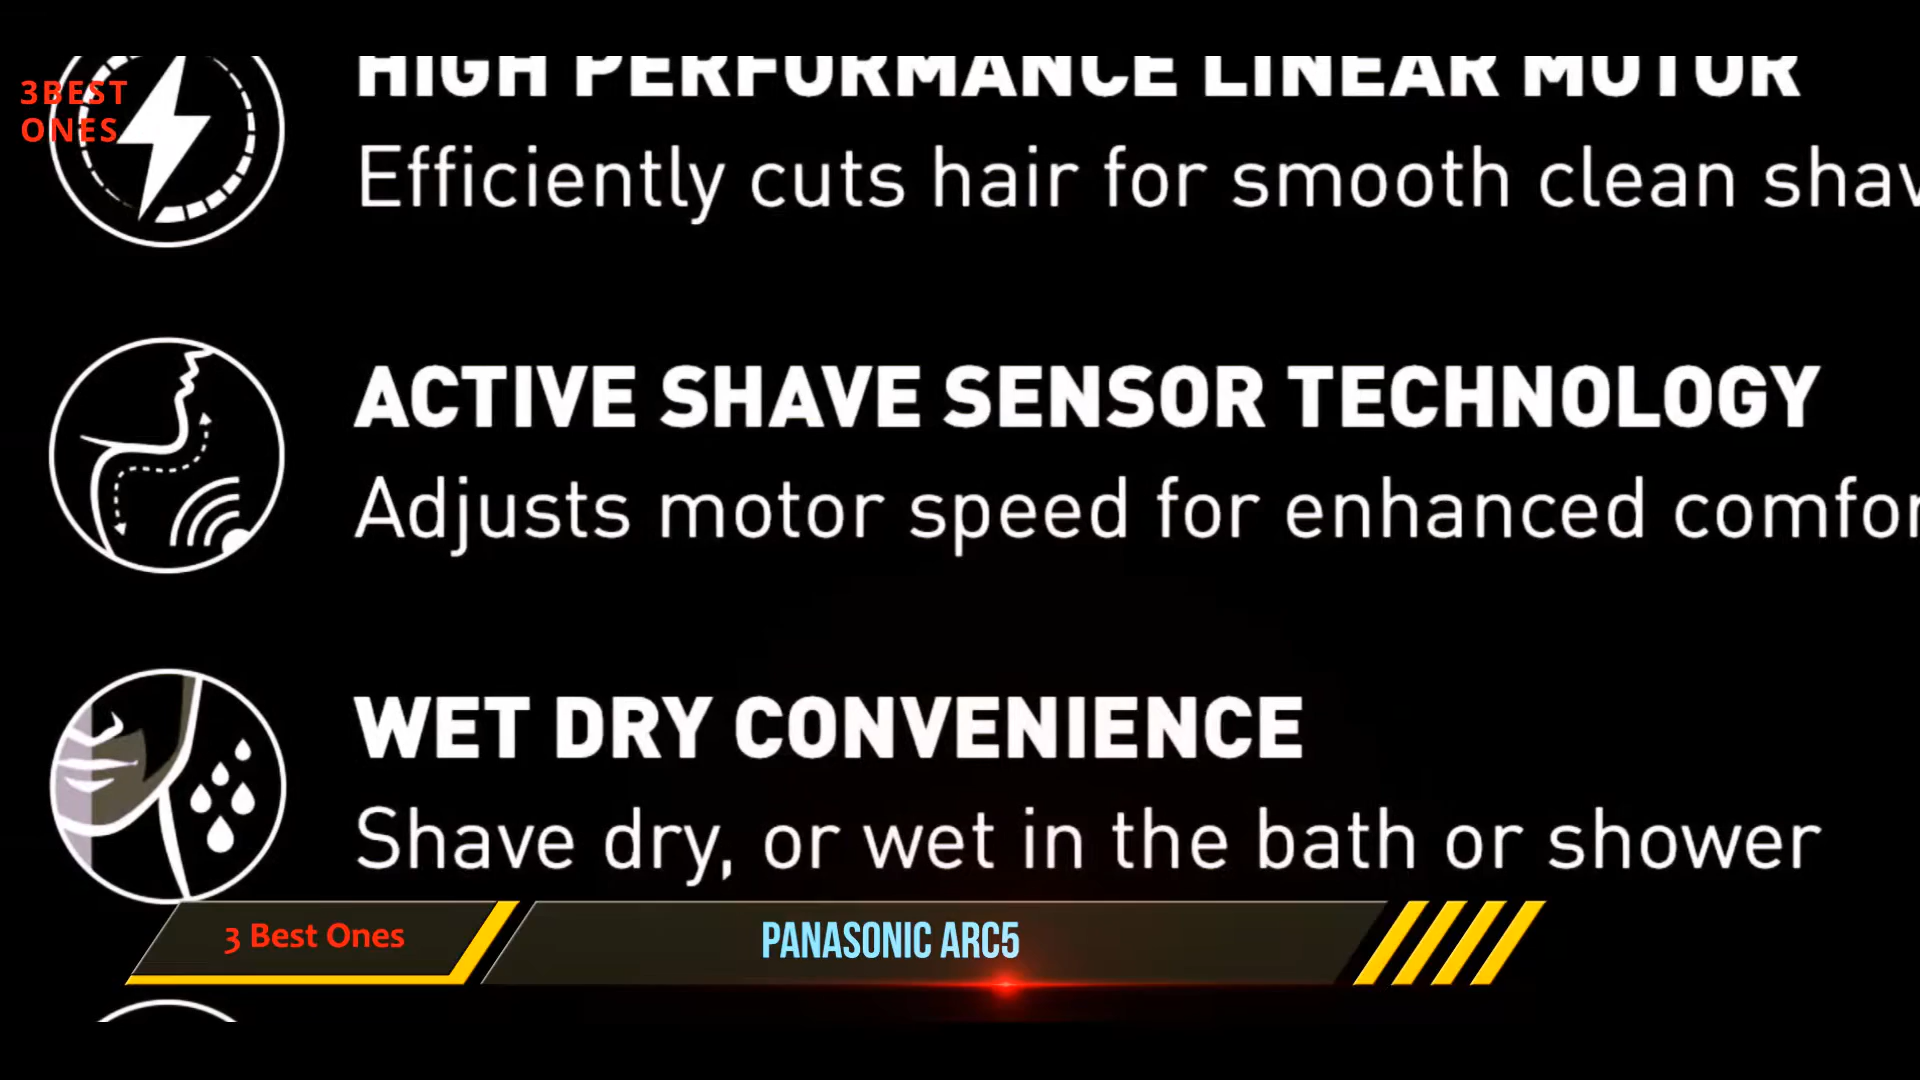 3BEST
ONES
HIGH PERFORMANCE LINEAR MOTOR
Efficiently cuts hair for smooth clean shav
ACTIVE SHAVE SENSOR TECHNOLOGY
Adjusts motor speed for enhanced comfor
WET DRY CONVENIENCE
Shave dry, or wet in the bath or shower
3 Best Ones
PANASONIC ARC5